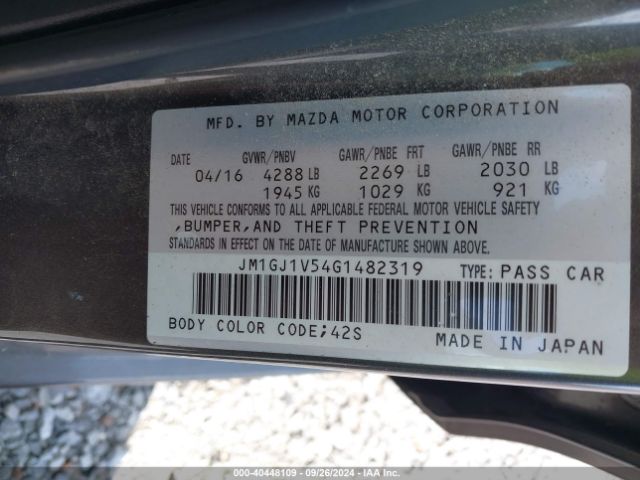 MFD. BY MAZDA MOTOR CORPORATION
DATE GVWR/PNBV GAWR/PNBE FRT GAWR/PNBE RR
04/16 4288 LB 2269 LB 2030 LB
1945 KG 1029 KG 921 KG
THIS VEHICLE CONFORMS TO ALL APPLICABLE FEDERAL MOTOR VEHICLE SAFETY
,BUMPER,AND THEFT PREVENTION
STANDARDS IN EFFECT ON THE DATE OF MANUFACTURE SHOWN ABOVE.
JM1GJ1V54G1482319 TYPE: PASS CAR
BODY COLOR CODE;42S MADE IN JAPAN
000-40448109 - 09/26/2024 - IAA Inc.